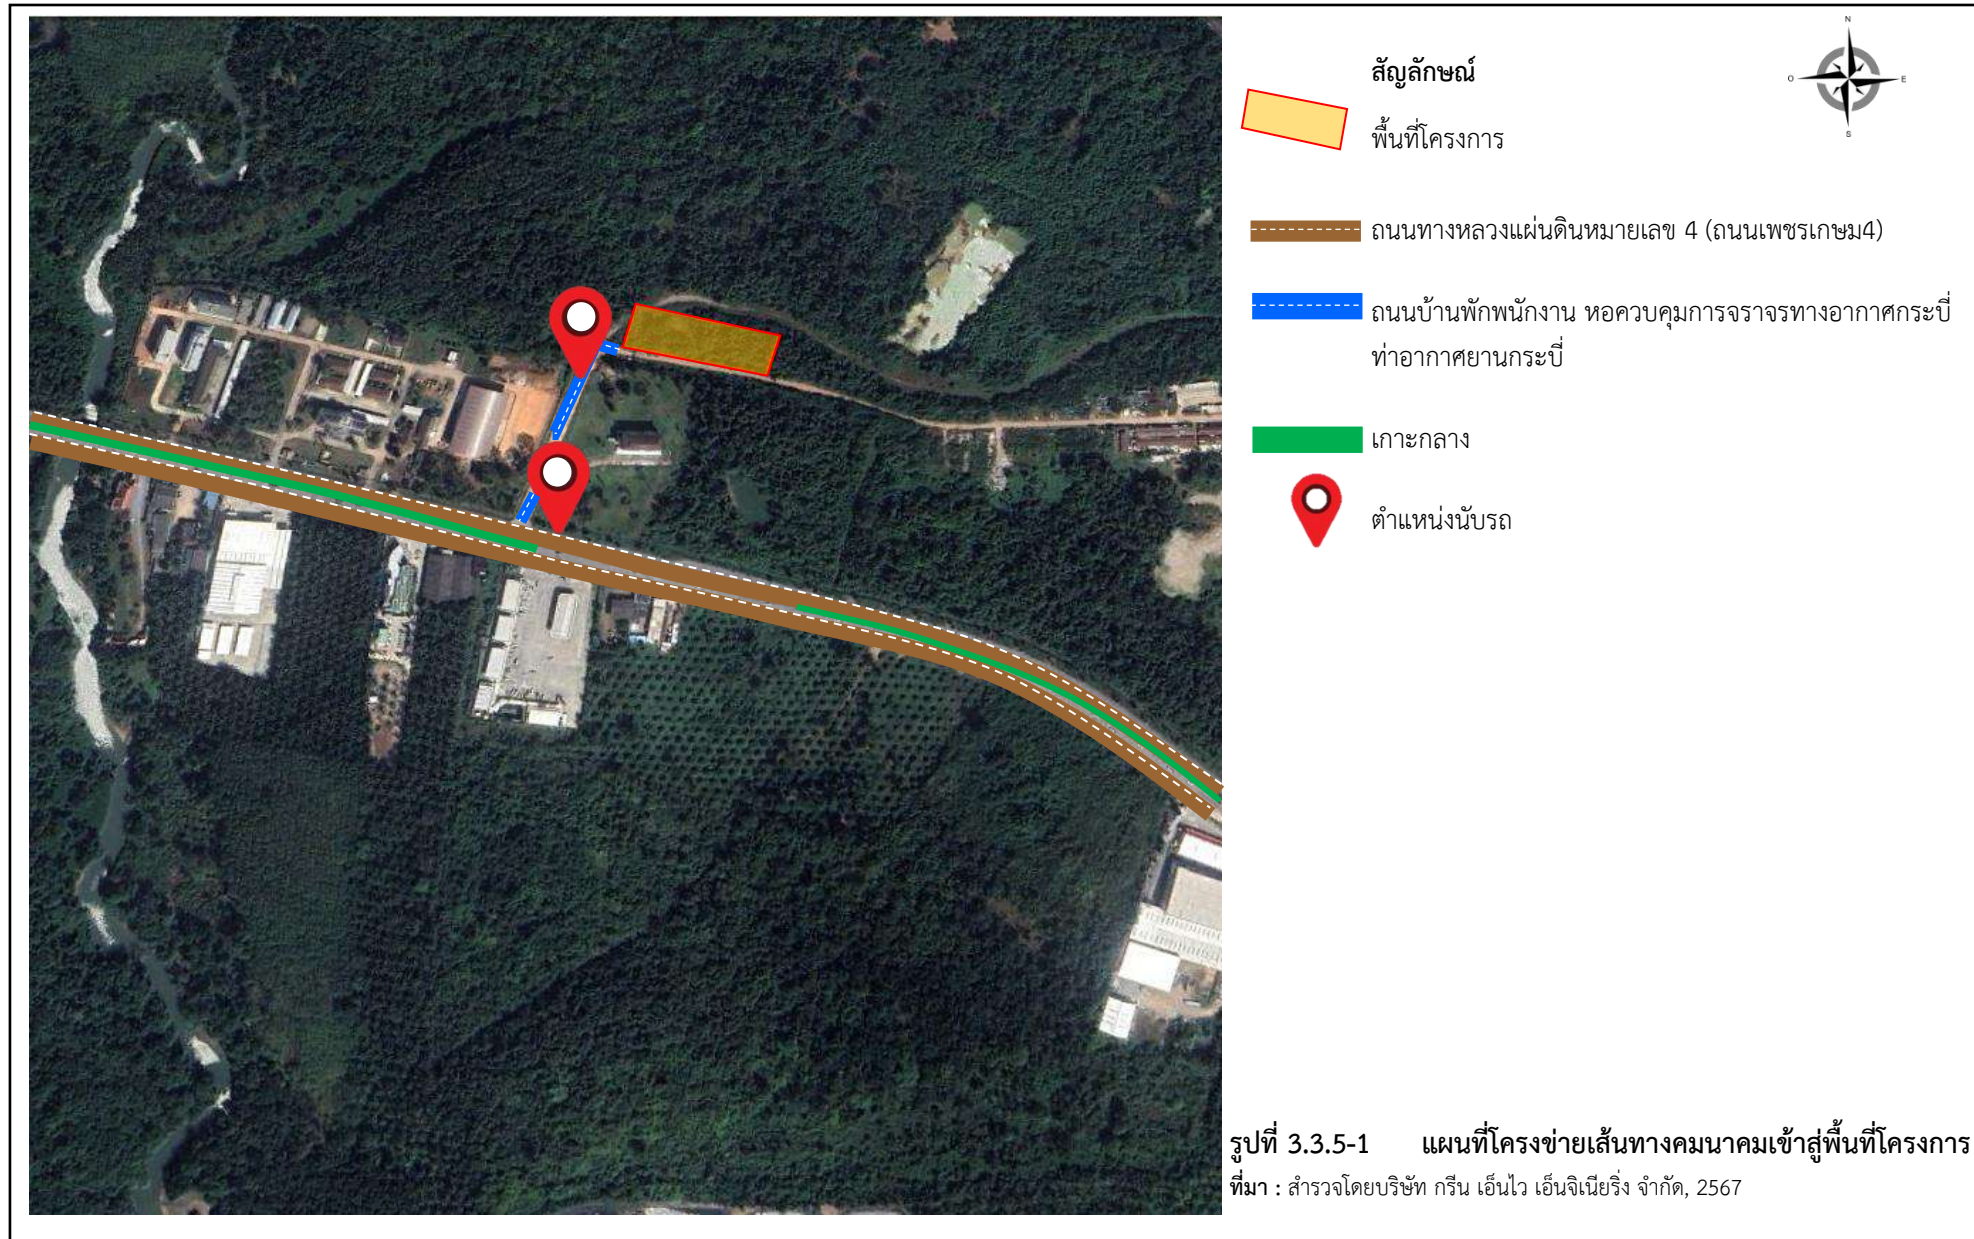 สัญลักษณ์
N
O
E
S
พื้นที่โครงการ
ถนนทางหลวงแผ่นดินหมายเลข 4 (ถนนเพชรเกษม4)
ถนนบ้านพักพนักงาน หอควบคุมการจราจรทางอากาศกระบี่
ท่าอากาศยานกระบี่
เกาะกลาง
ตำแหน่งนับรถ
รูปที่ 3.3.5-1 แผนที่โครงข่ายเส้นทางคมนาคมเข้าสู่พื้นที่โครงการ
ที่มา : สำรวจโดยบริษัท กรีน เอ็นไว เอ็นจิเนียริ่ง จำกัด, 2567